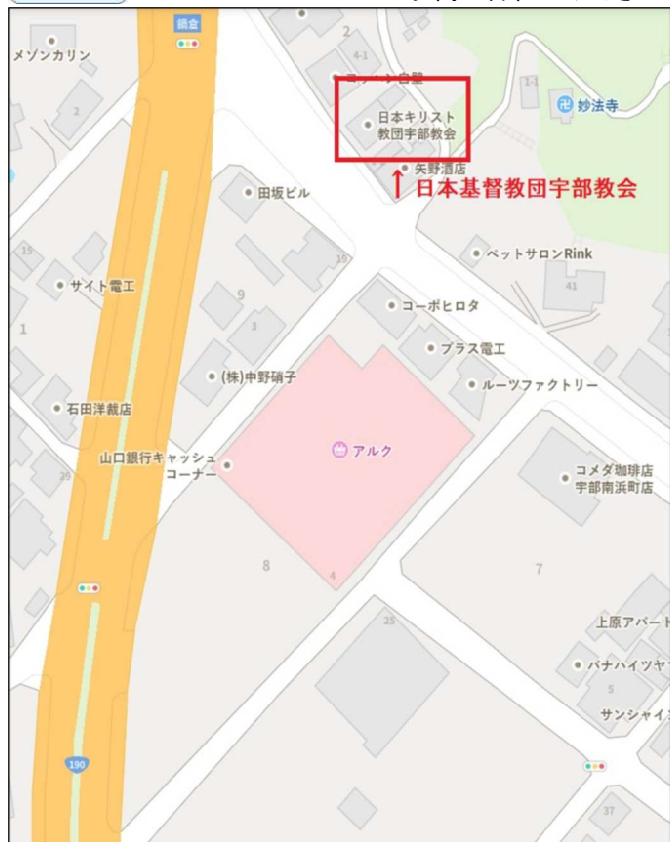 鍋倉
メゾンカリン
2
4-1
2
1-1
妙法寺
日本キリスト
教団宇部教会
矢野酒店
↑日本基督教団宇部教会
田坂ビル
ペットサロンRink
19
15
サイト電工
9
41
コーポヒロタ
1
3
プラス電工
(株)中野硝子
ルーツファクトリー
石田洋裁店
アルク
山口銀行キャッシュ
コーナー
コメダ珈琲店
宇部南浜町店
29
8
4
7
25
上原アパート
バナハイツヤマ
5
サンシャイン
190
37